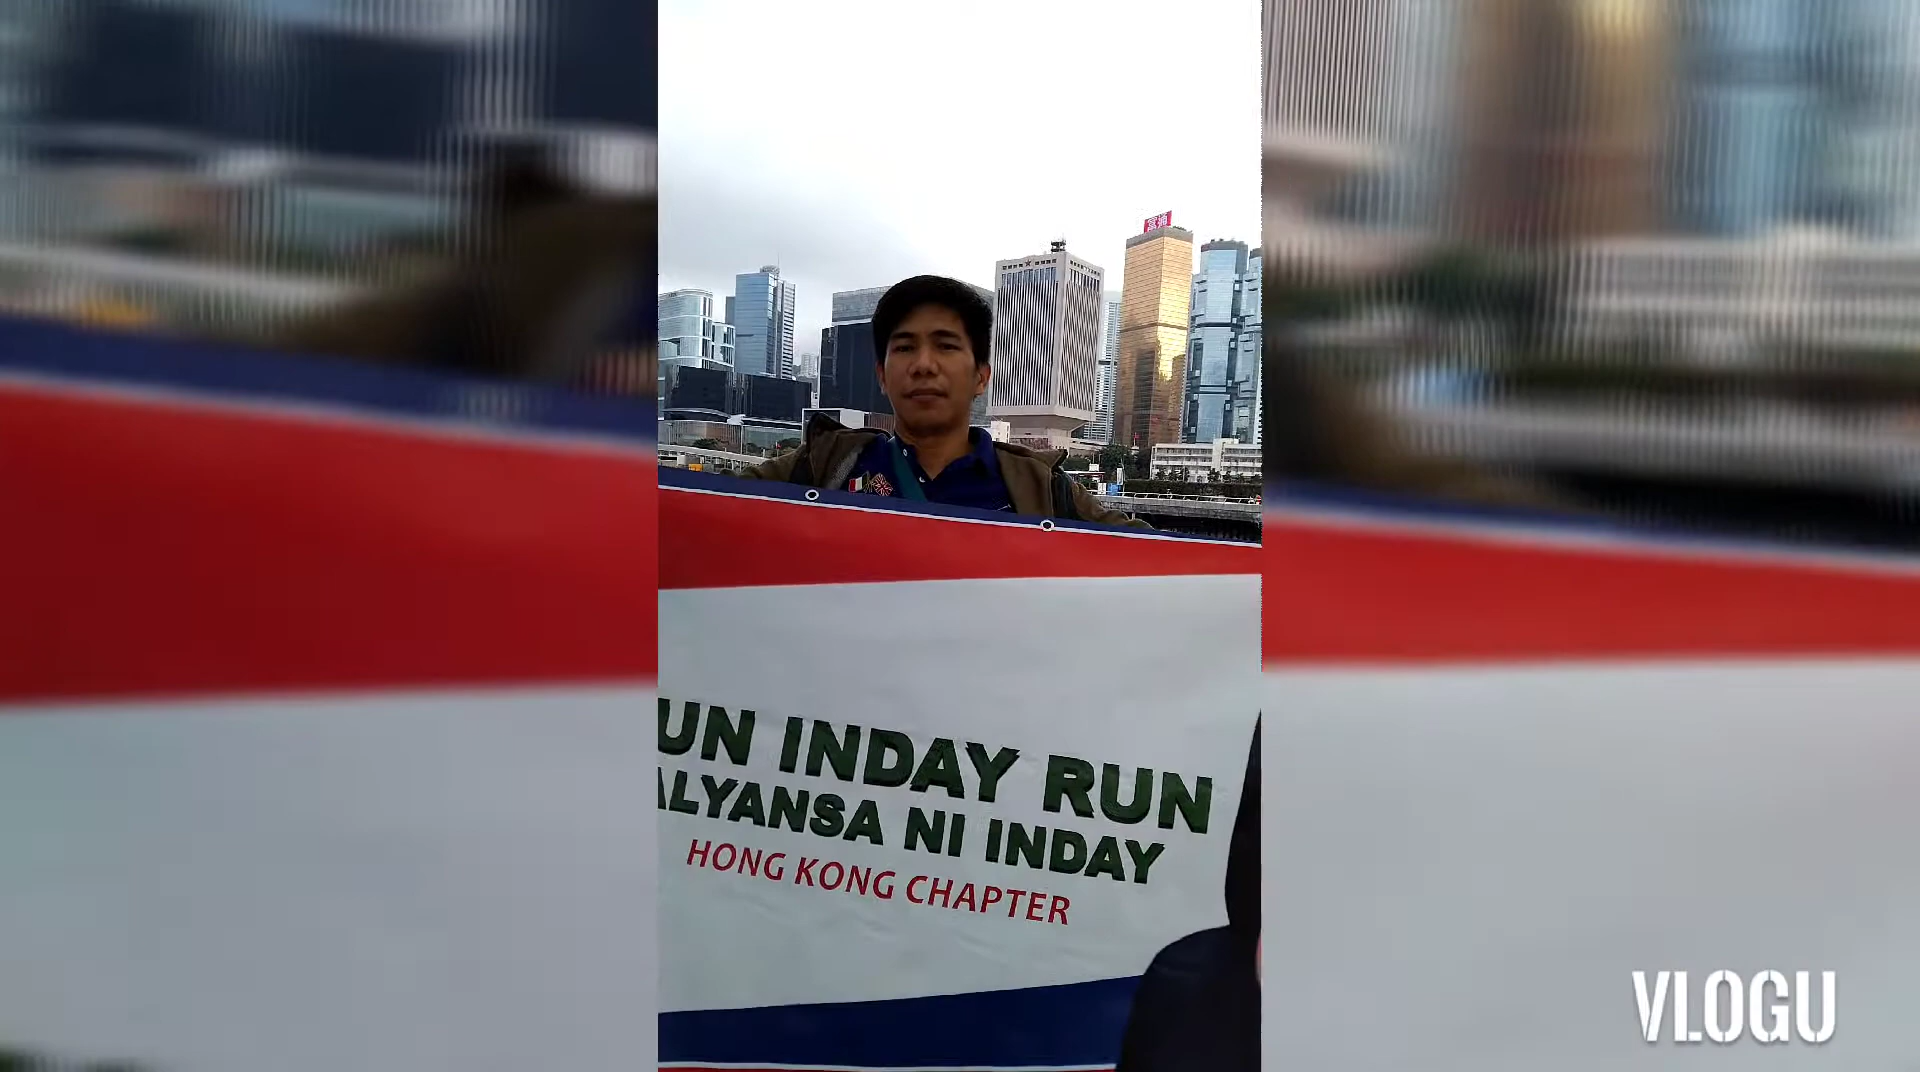 UN INDAY RUN
ALYANSA NI INDAY
HONG KONG CHAPTER
VLOGU